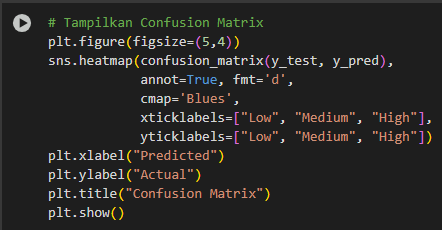 # Tampilkan Confusion Matrix
plt.figure(figsize=(5,4))
sns.heatmap(confusion_matrix(y_test, y_pred),
            annot=True, fmt='d',
            cmap='Blues',
            xticklabels=["Low", "Medium", "High"],
            yticklabels=["Low", "Medium", "High"])
plt.xlabel("Predicted")
plt.ylabel("Actual")
plt.title("Confusion Matrix")
plt.show()